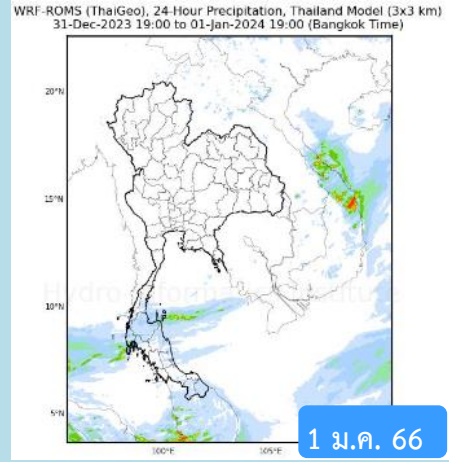 WRF-ROMS (ThaiGeo), 24-Hour Precipitation, Thailand Model (3x3 km)
31-Dec-2023 19:00 to 01-Jan-2024 19:00 (Bangkok Time)
20°N
15°N
10°N
5°N
100°E
105°E
1 ม.ค. 66